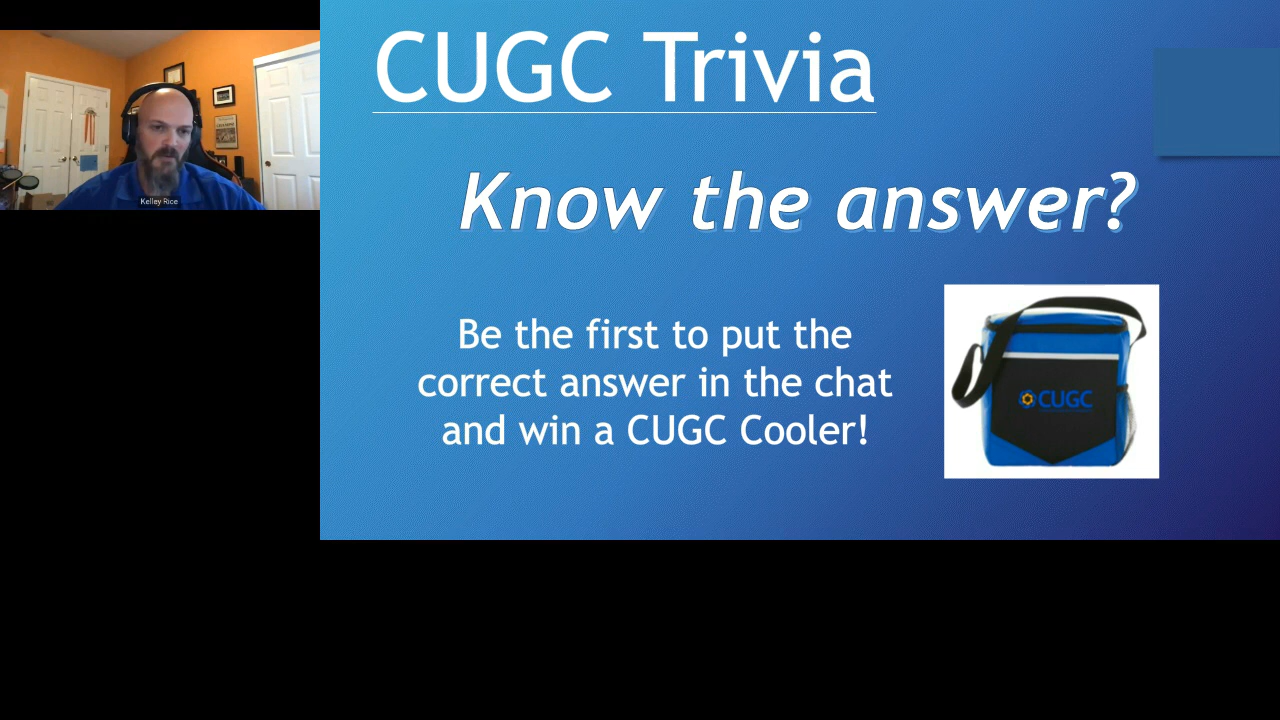 CUGC Trivia
Know the answer?
Be the first to put the
correct answer in the chat
and win a CUGC Cooler!
CUGC
Kelley Rice